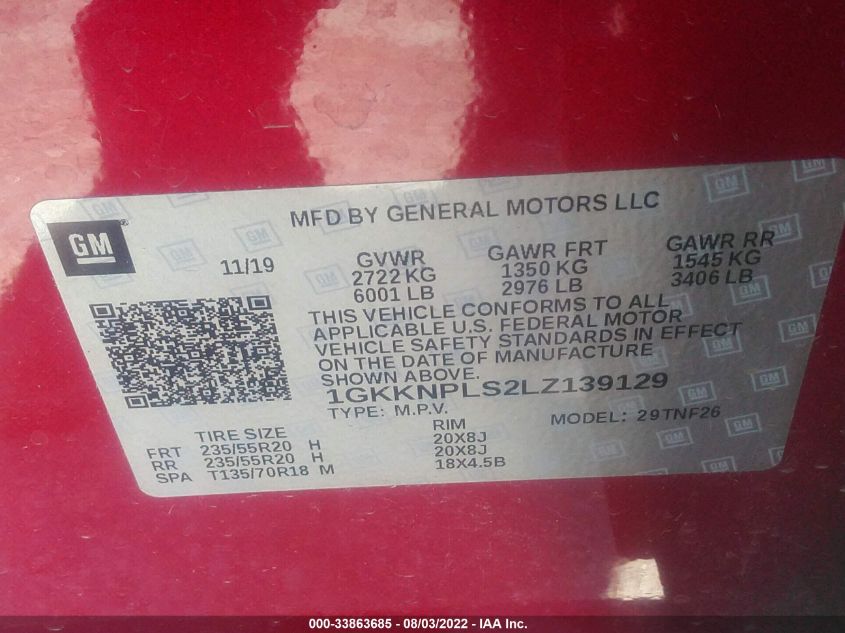 MFD BY GENERAL MOTORS LLC
GM
11/19
GVWR
2722 KG
6001 LB
GAWR FRT
1350 KG
2976 LB
GAWR RR
1545 KG
3406 LB
THIS VEHICLE CONFORMS TO ALL
APPLICABLE U.S. FEDERAL MOTOR
VEHICLE SAFETY STANDARDS IN EFFECT
ON THE DATE OF MANUFACTURE
SHOWN ABOVE.
1GKKNPLS2LZ139129
TYPE: M.P.V.
MODEL: 29TNF26
TIRE SIZE
RIM
FRT 235/55R20 H 20X8J
RR 235/55R20 H 20X8J
SPA T135/70R18 M 18X4.5B
000-33863685 - 08/03/2022 - IAA Inc.